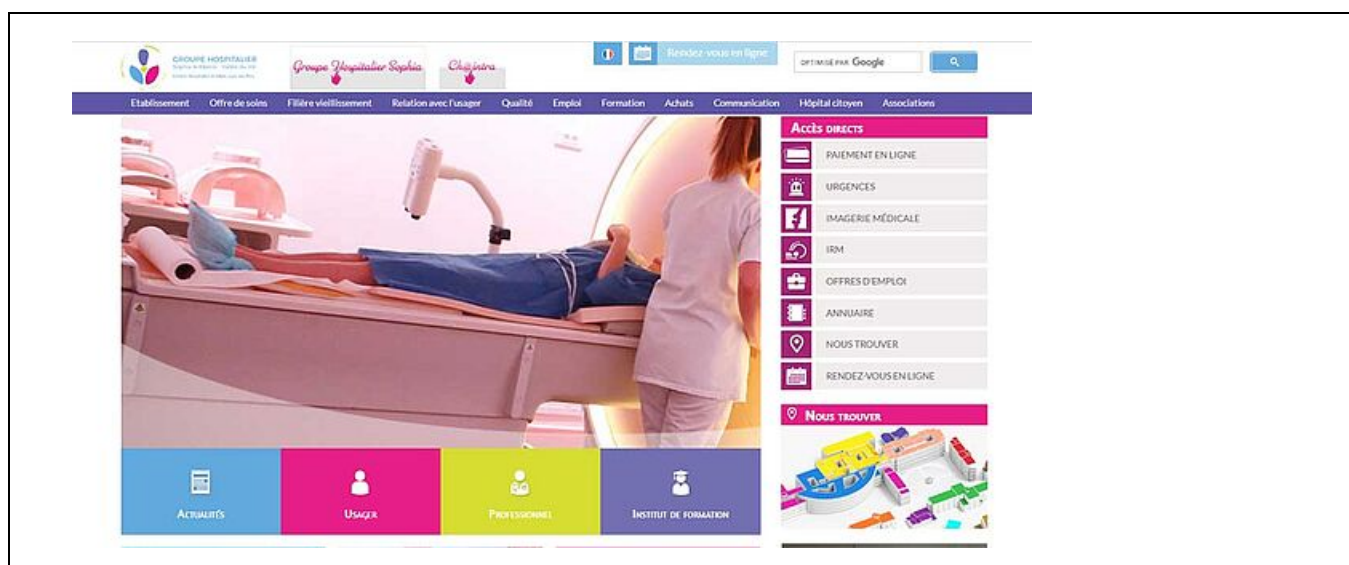 GROUPE HOSPITALIER
Groupe Hospitalier Sophia
Rendez-vous en ligne
OPTIMISÉ PAR Google
Etablissement Offre de soins Filière vieillissement Relation avec l'usager Qualité Emploi Formation Achats Communication Hôpital citoyen Associations
ACCÈS DIRECTS
PAIEMENT EN LIGNE
URGENCES
IMAGERIE MÉDICALE
IRM
OFFRES D'EMPLOI
ANNUAIRE
NOUS TROUVER
RENDEZ-VOUS EN LIGNE
NOUS TROUVER
ACTUALITÉS
USAGER
PROFESSIONNEL
INSTITUT DE FORMATION